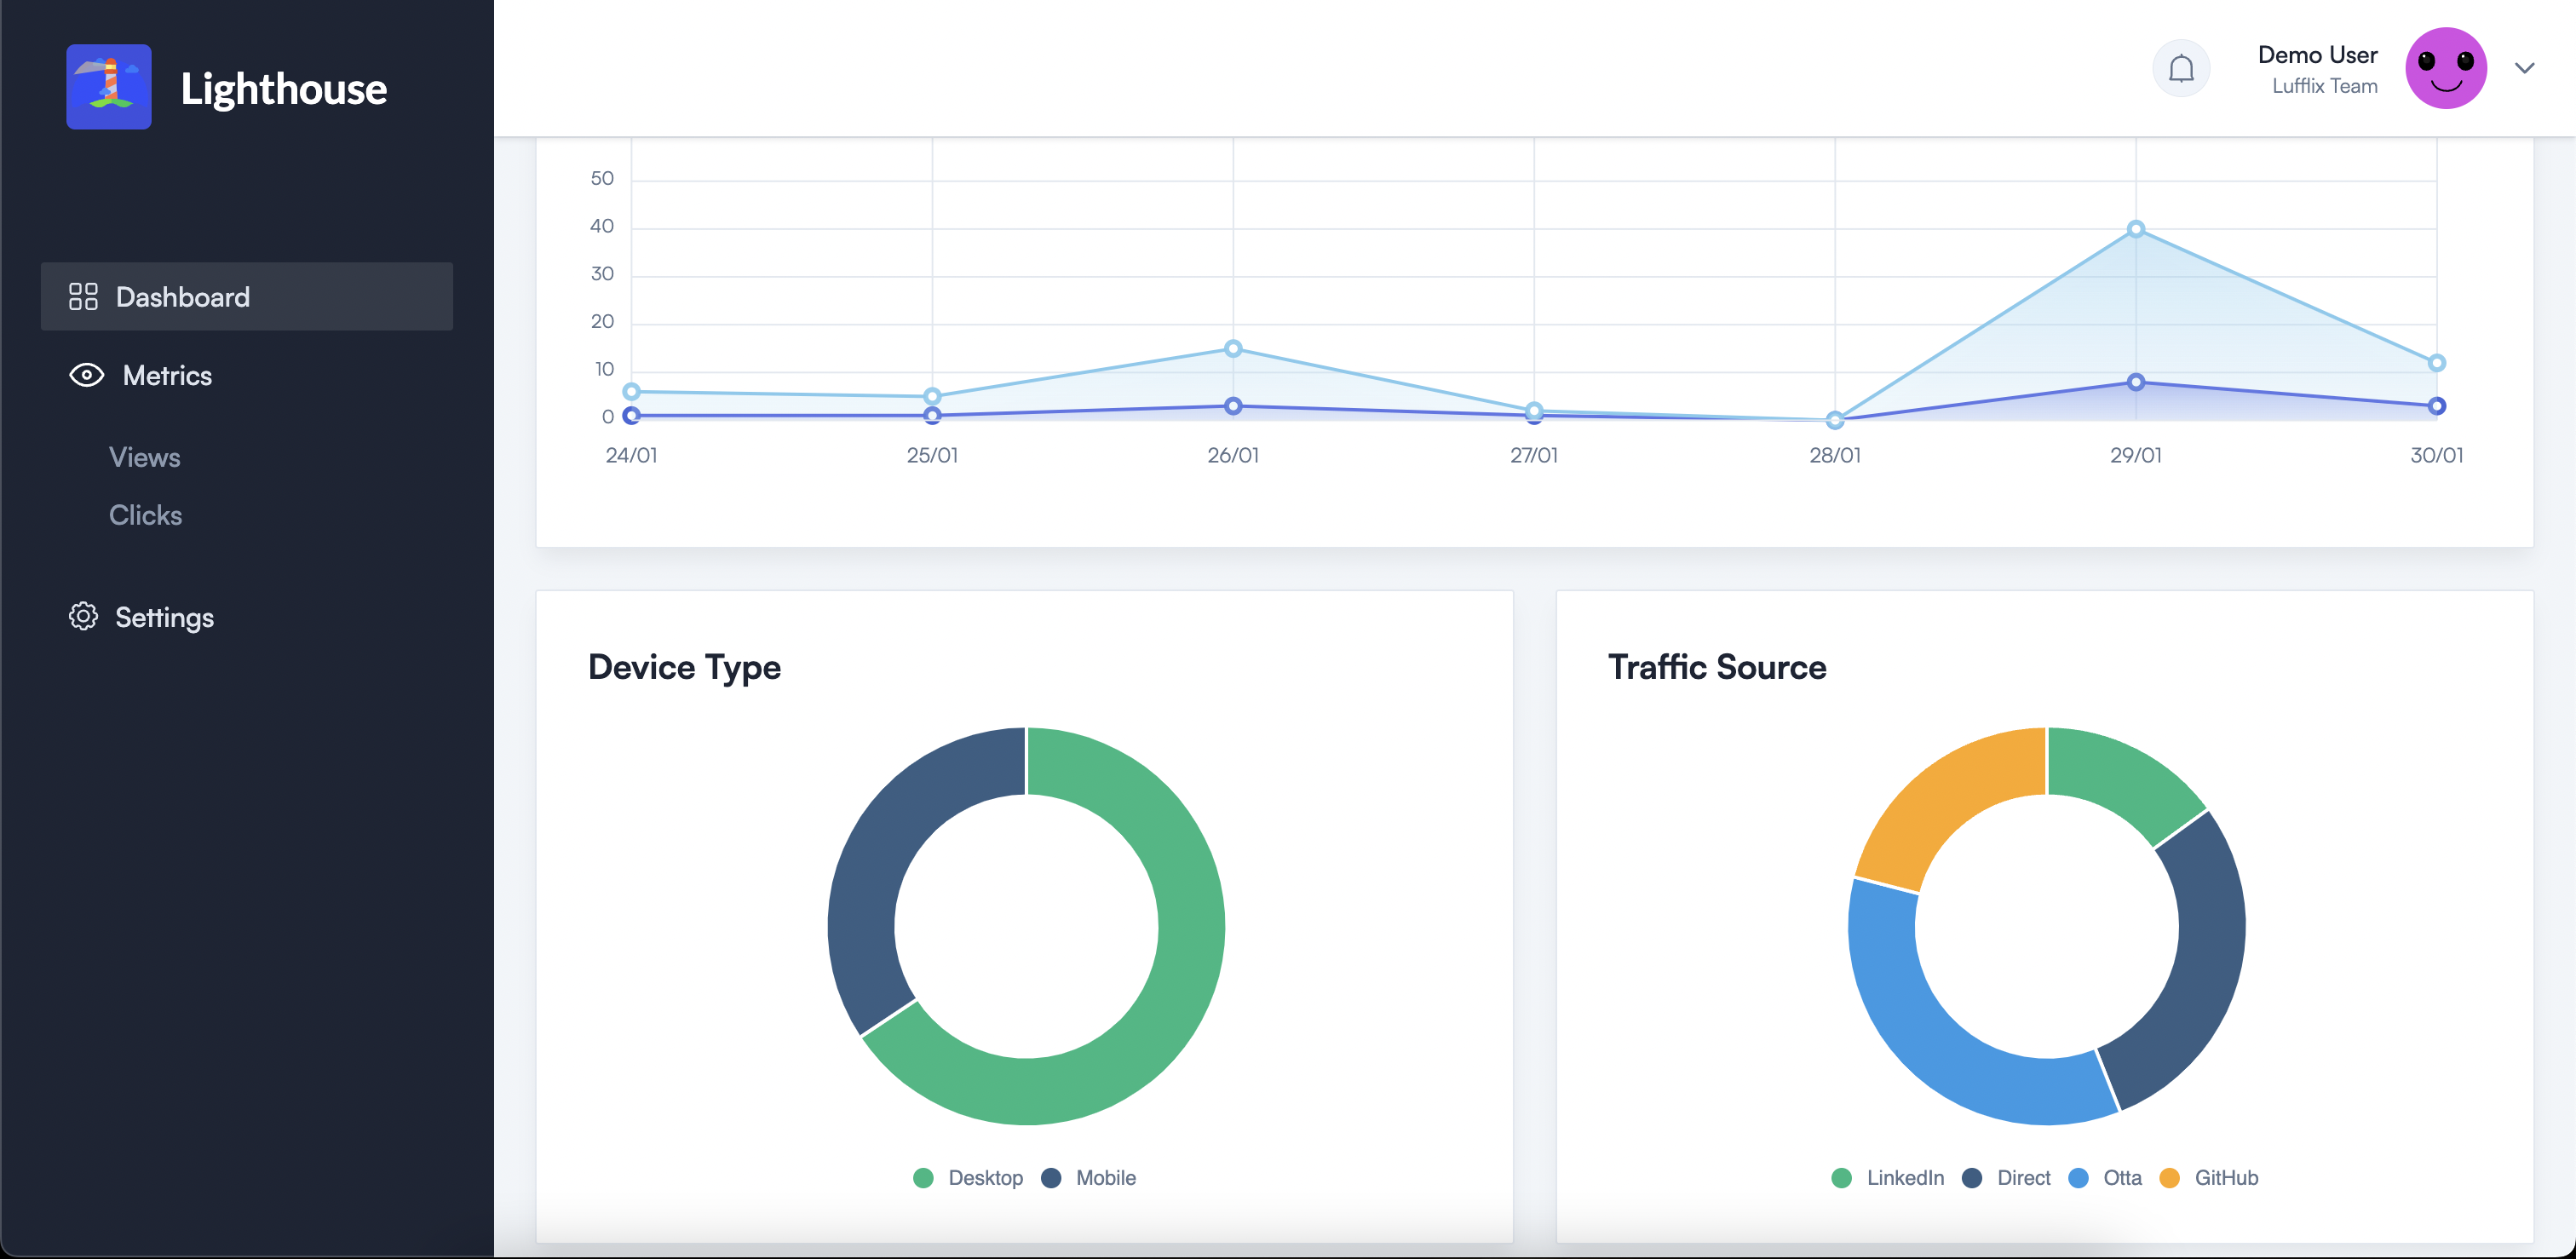 Lighthouse
Dashboard
Metrics
Views
Clicks
Settings
Demo User
Lufflix Team
50
40
30
20
10
0
24/01 25/01 26/01 27/01 28/01 29/01 30/01
Device Type
Desktop Mobile
Traffic Source
LinkedIn Direct Otta GitHub